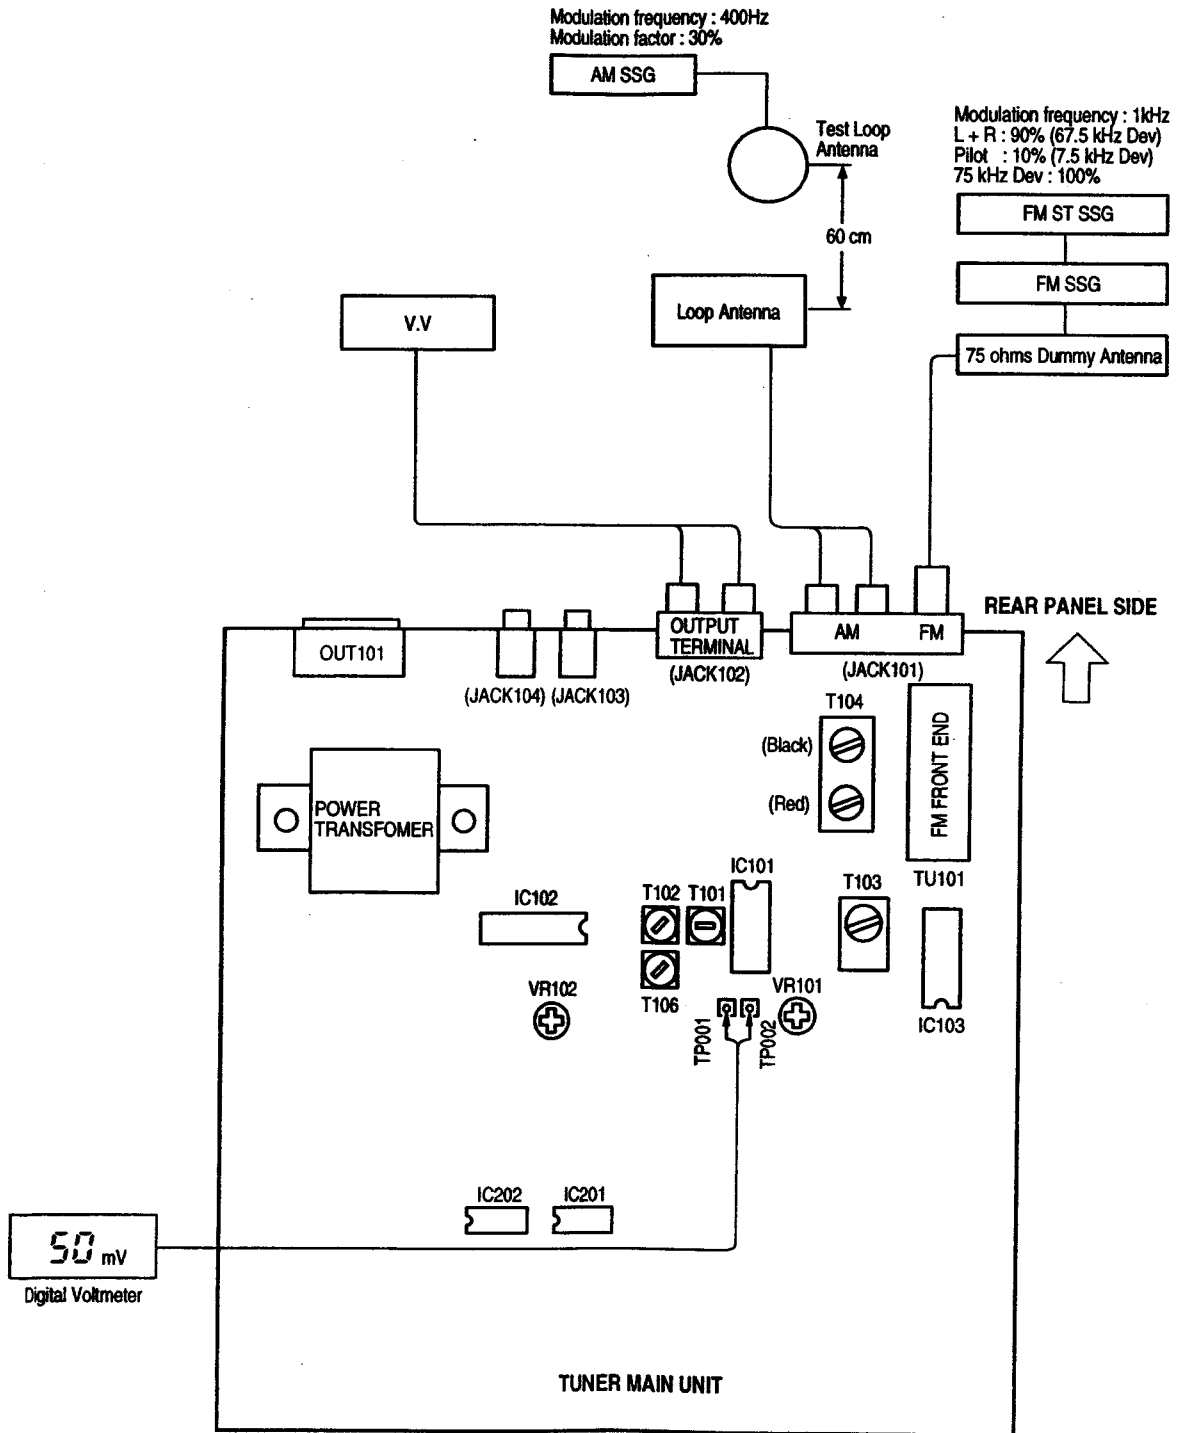 Modulation frequency : 400Hz
Modulation factor : 30%
AM SSG
Test Loop
Antenna
60 cm
Modulation frequency : 1kHz
L + R : 90% (67.5 kHz Dev)
Pilot : 10% (7.5 kHz Dev)
75 kHz Dev : 100%
FM ST SSG
FM SSG
75 ohms Dummy Antenna
V.V
Loop Antenna
REAR PANEL SIDE
OUT101
(JACK104)
(JACK103)
OUTPUT
TERMINAL
(JACK102)
AM
FM
(JACK101)
T104
(Black)
(Red)
FM FRONT END
TU101
POWER
TRANSFOMER
IC102
T102
T101
IC101
T103
T106
VR102
TP001
TP002
VR101
IC103
IC202
IC201
50 mV
Digital Voltmeter
TUNER MAIN UNIT